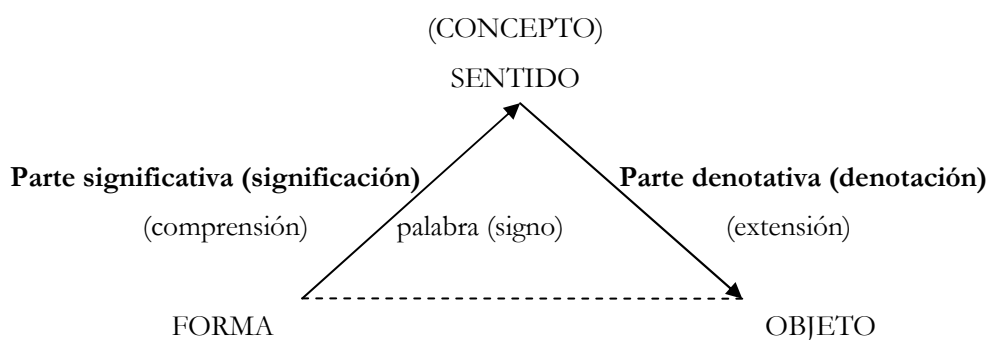 (CONCEPTO)
SENTIDO
Parte significativa (significación) Parte denotativa (denotación)
(comprensión) palabra (signo) (extensión)
FORMA OBJETO